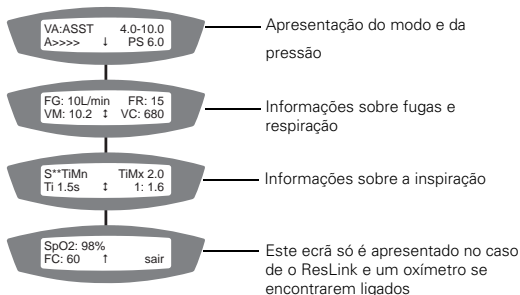 VA:ASST 4.0-10.0
A>>>> ↓ PS 6.0
Apresentação do modo e da
pressão
FG: 10L/min FR: 15
VM: 10.2 ↕ VC: 680
Informações sobre fugas e
respiração
S**TiMn TiMx 2.0
Ti 1.5s ↕ 1: 1.6
Informações sobre a inspiração
SpO2: 98%
FC: 60 ↑ sair
Este ecrã só é apresentado no caso
de o ResLink e um oxímetro se
encontrarem ligados